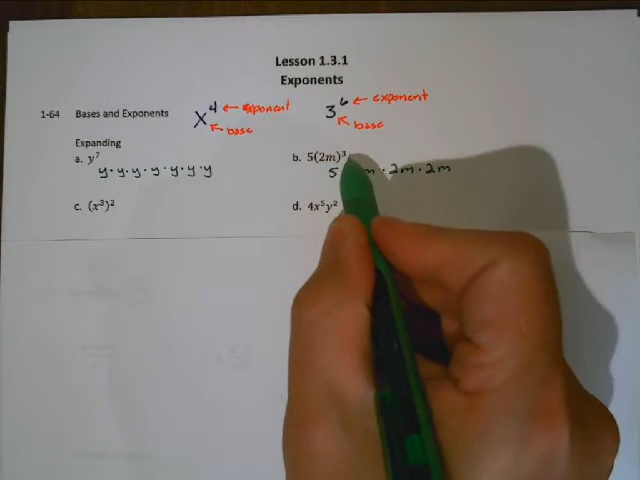 Lesson 1.3.1
Exponents
1-64 Bases and Exponents x⁴ ← exponent 3⁶ ← exponent
↖ base ↖ base
Expanding
a. y⁷ b. 5(2m)³
y·y·y·y·y·y·y 5 m · 2m · 2m
c. (x³)² d. 4x⁵y²